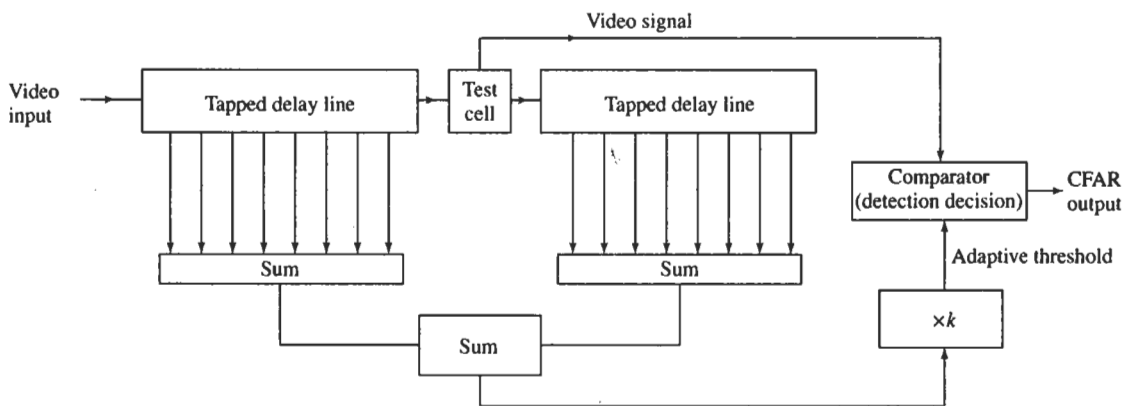 Video signal
Video
input
Tapped delay line
Test
cell
Tapped delay line
Comparator
(detection decision)
CFAR
output
Sum
Sum
Adaptive threshold
Sum
×k